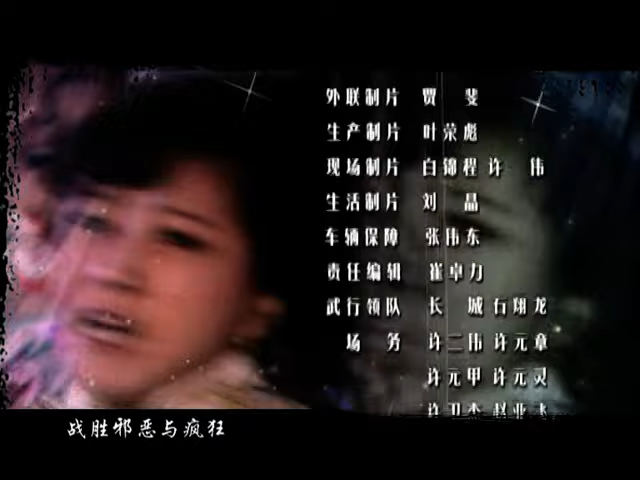 外联制片 贾 斐
生产制片 叶荣彪
现场制片 白锦程 许 伟
生活制片 刘 晶
车辆保障 张伟东
责任编辑 崔卓力
武行领队 长 城 石翔龙
场 务 许二伟 许元章
许元甲 许元灵
战胜邪恶与疯狂